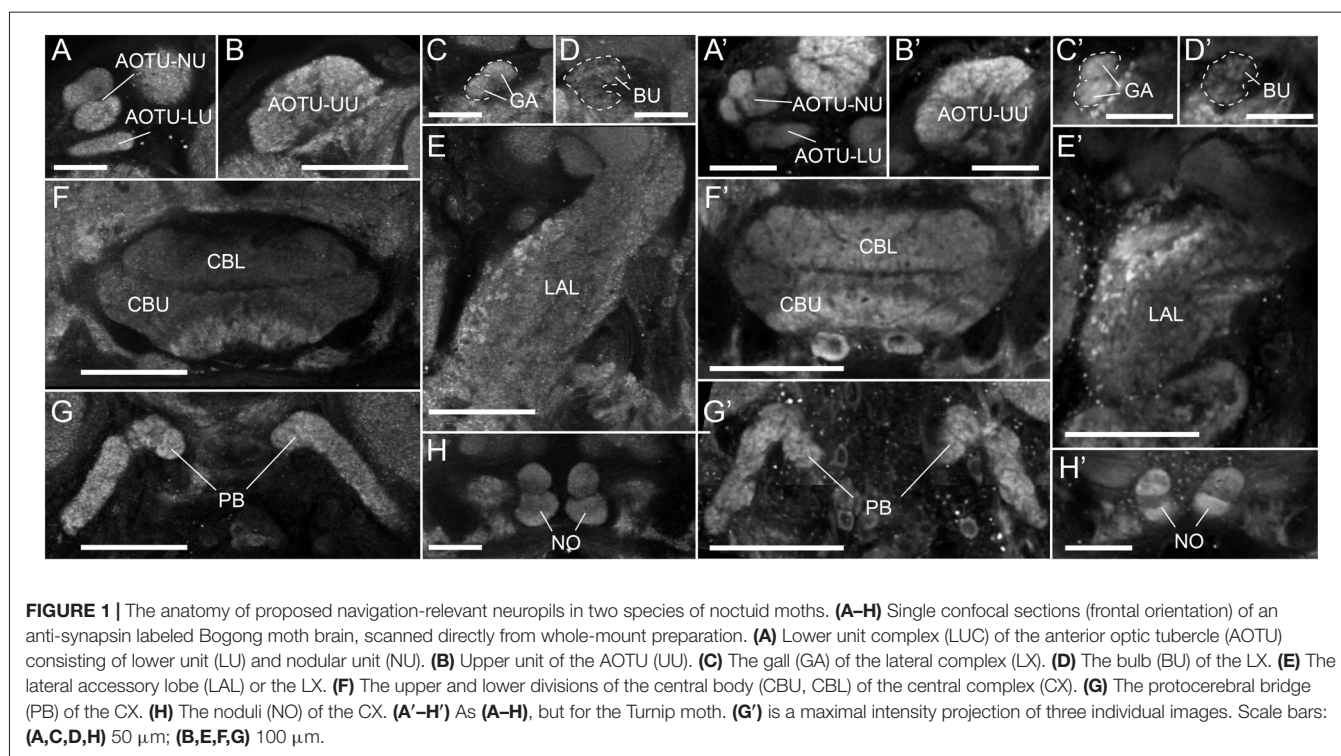 A
AOTU-NU
AOTU-LU
B
AOTU-UU
C
GA
D
BU
E
LAL
F
CBL
CBU
G
PB
H
NO
A'
AOTU-NU
AOTU-LU
B'
AOTU-UU
C'
GA
D'
BU
E'
LAL
F'
CBL
CBU
G'
PB
H'
NO
FIGURE 1 | The anatomy of proposed navigation-relevant neuropils in two species of noctuid moths. (A–H) Single confocal sections (frontal orientation) of an
anti-synapsin labeled Bogong moth brain, scanned directly from whole-mount preparation. (A) Lower unit complex (LUC) of the anterior optic tubercle (AOTU)
consisting of lower unit (LU) and nodular unit (NU). (B) Upper unit of the AOTU (UU). (C) The gall (GA) of the lateral complex (LX). (D) The bulb (BU) of the LX. (E) The
lateral accessory lobe (LAL) or the LX. (F) The upper and lower divisions of the central body (CBU, CBL) of the central complex (CX). (G) The protocerebral bridge
(PB) of the CX. (H) The noduli (NO) of the CX. (A′–H′) As (A–H), but for the Turnip moth. (G′) is a maximal intensity projection of three individual images. Scale bars:
(A,C,D,H) 50 μm; (B,E,F,G) 100 μm.